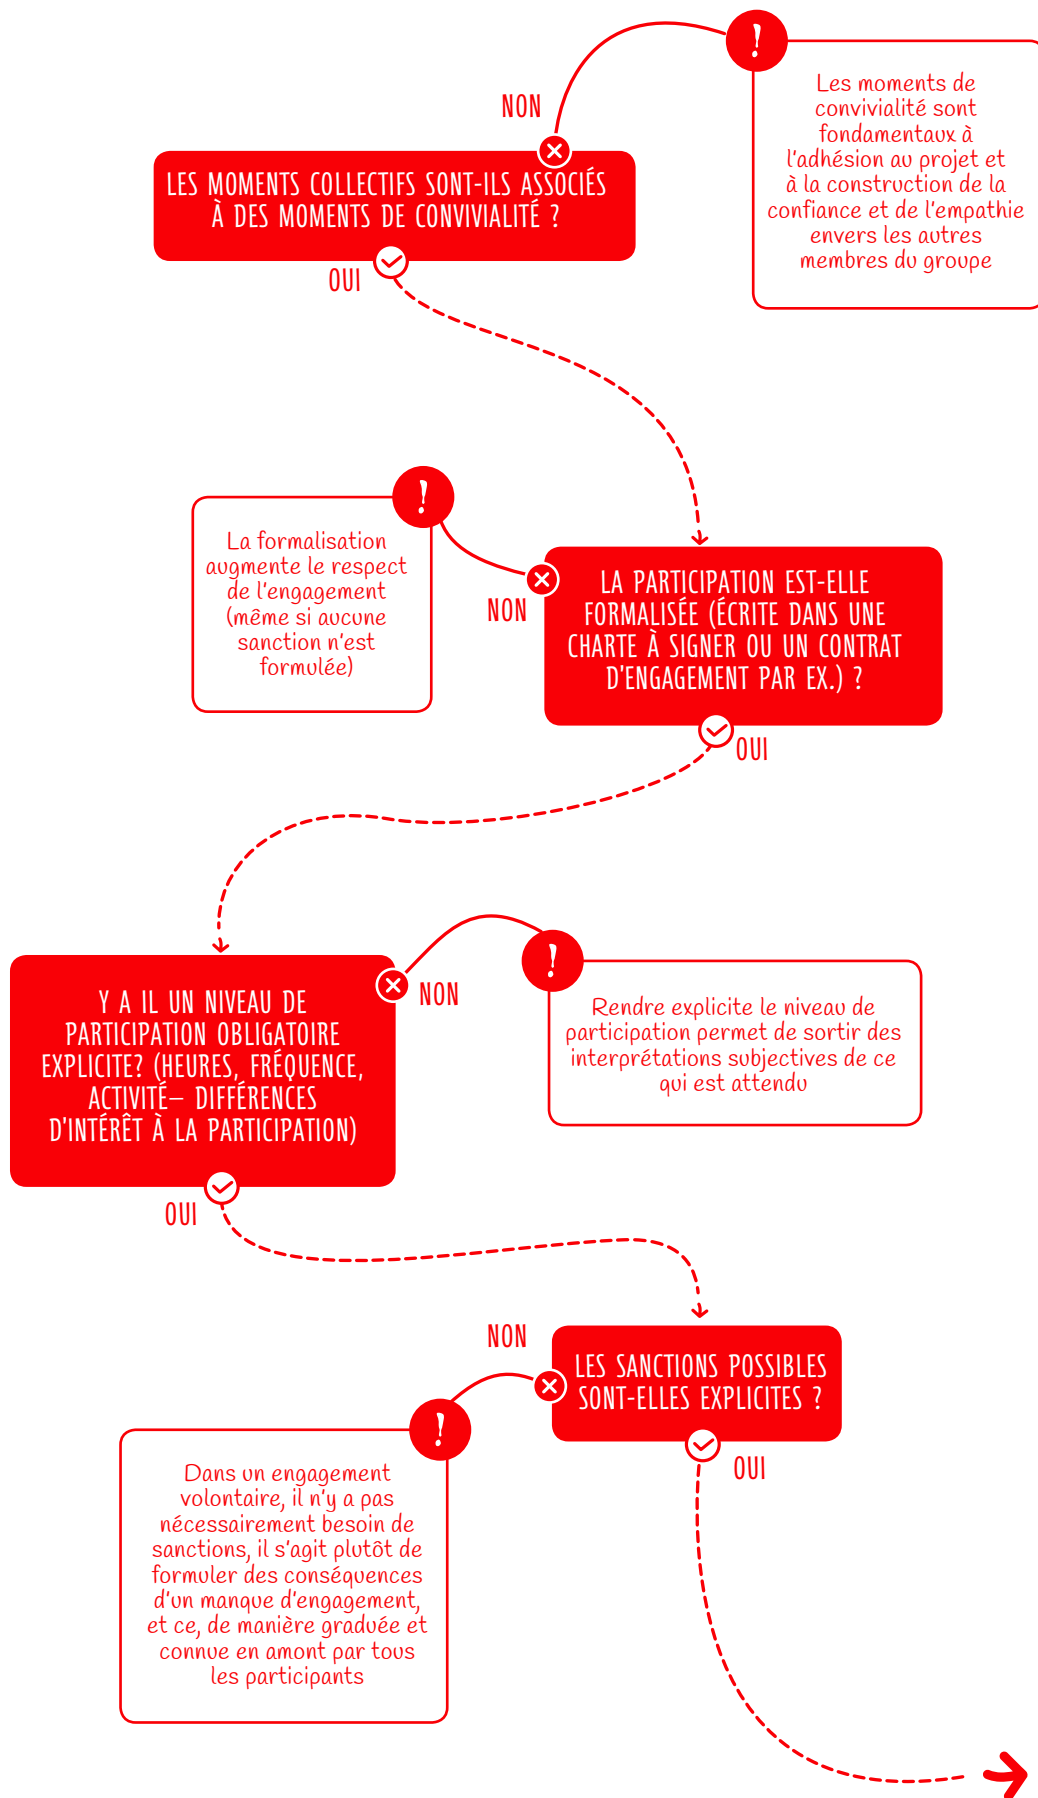 !
Les moments de
convivialité sont
fondamentaux à
l'adhésion au projet et
à la construction de la
confiance et de l'empathie
envers les autres
membres du groupe
NON
LES MOMENTS COLLECTIFS SONT-ILS ASSOCIÉS
À DES MOMENTS DE CONVIVIALITÉ ?
OUI
!
La formalisation
augmente le respect
de l'engagement
(même si aucune
sanction n'est
formulée)
NON
LA PARTICIPATION EST-ELLE
FORMALISÉE (ÉCRITE DANS UNE
CHARTE À SIGNER OU UN CONTRAT
D'ENGAGEMENT PAR EX.) ?
OUI
Y A IL UN NIVEAU DE
PARTICIPATION OBLIGATOIRE
EXPLICITE? (HEURES, FRÉQUENCE,
ACTIVITÉ– DIFFÉRENCES
D'INTÉRÊT À LA PARTICIPATION)
NON
!
Rendre explicite le niveau de
participation permet de sortir des
interprétations subjectives de ce
qui est attendu
OUI
NON
LES SANCTIONS POSSIBLES
SONT-ELLES EXPLICITES ?
OUI
!
Dans un engagement
volontaire, il n'y a pas
nécessairement besoin de
sanctions, il s'agit plutôt de
formuler des conséquences
d'un manque d'engagement,
et ce, de manière graduée et
connue en amont par tous
les participants